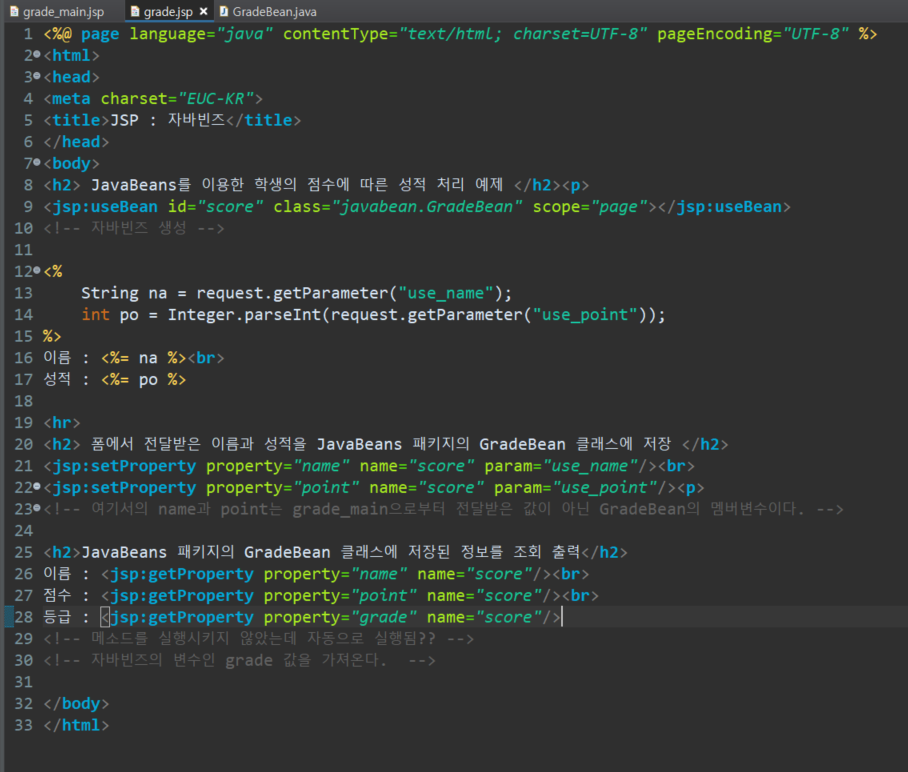 grade_main.jsp grade.jsp GradeBean.java
1 <%@ page language="java" contentType="text/html; charset=UTF-8" pageEncoding="UTF-8" %>
2 <html>
3 <head>
4 <meta charset="EUC-KR">
5 <title>JSP : 자바빈즈</title>
6 </head>
7 <body>
8 <h2> JavaBeans를 이용한 학생의 점수에 따른 성적 처리 예제 </h2><p>
9 <jsp:useBean id="score" class="javabean.GradeBean" scope="page"></jsp:useBean>
10 <!-- 자바빈즈 생성 -->
11
12 <%
13     String na = request.getParameter("use_name");
14     int po = Integer.parseInt(request.getParameter("use_point"));
15 %>
16 이름 : <%= na %><br>
17 성적 : <%= po %>
18
19 <hr>
20 <h2> 폼에서 전달받은 이름과 성적을 JavaBeans 패키지의 GradeBean 클래스에 저장 </h2>
21 <jsp:setProperty property="name" name="score" param="use_name"/><br>
22 <jsp:setProperty property="point" name="score" param="use_point"/><p>
23 <!-- 여기서의 name과 point는 grade_main으로부터 전달받은 값이 아닌 GradeBean의 멤버변수이다. -->
24
25 <h2>JavaBeans 패키지의 GradeBean 클래스에 저장된 정보를 조회 출력</h2>
26 이름 : <jsp:getProperty property="name" name="score"/><br>
27 점수 : <jsp:getProperty property="point" name="score"/><br>
28 등급 : <jsp:getProperty property="grade" name="score"/>
29 <!-- 메소드를 실행시키지 않았는데 자동으로 실행됨?? -->
30 <!-- 자바빈즈의 변수인 grade 값을 가져온다.  -->
31
32 </body>
33 </html>